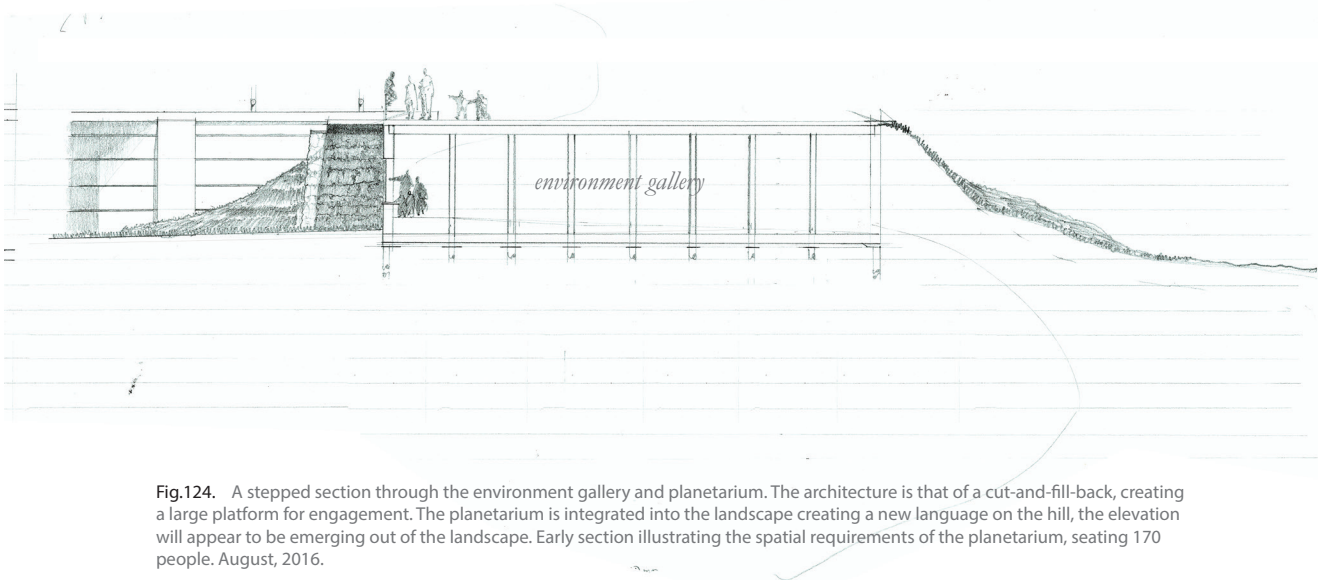 environment gallery
Fig.124. A stepped section through the environment gallery and planetarium. The architecture is that of a cut-and-fill-back, creating
a large platform for engagement. The planetarium is integrated into the landscape creating a new language on the hill, the elevation
will appear to be emerging out of the landscape. Early section illustrating the spatial requirements of the planetarium, seating 170
people. August, 2016.